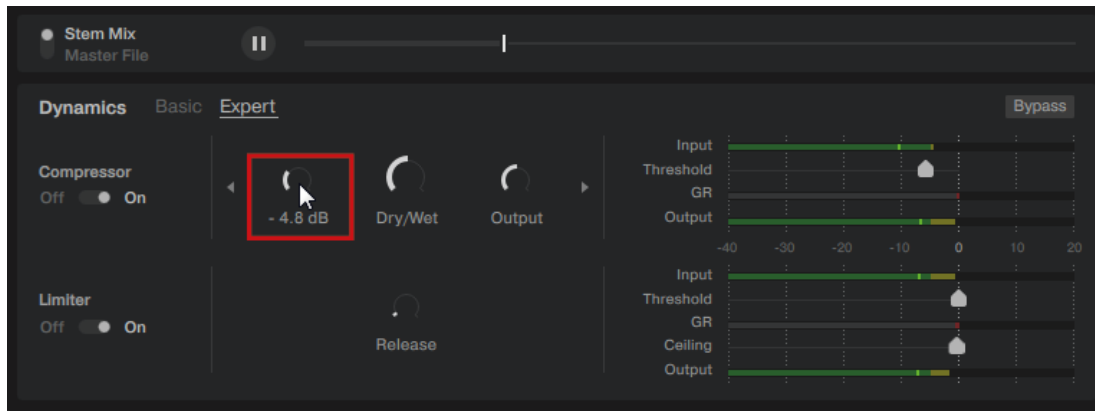 Stem Mix
Master File
Dynamics Basic Expert Bypass
Compressor
Off On
- 4.8 dB Dry/Wet Output
Input
Threshold
GR
Output
-40 -30 -20 -10 0 10 20
Limiter
Off On
Release
Input
Threshold
GR
Ceiling
Output